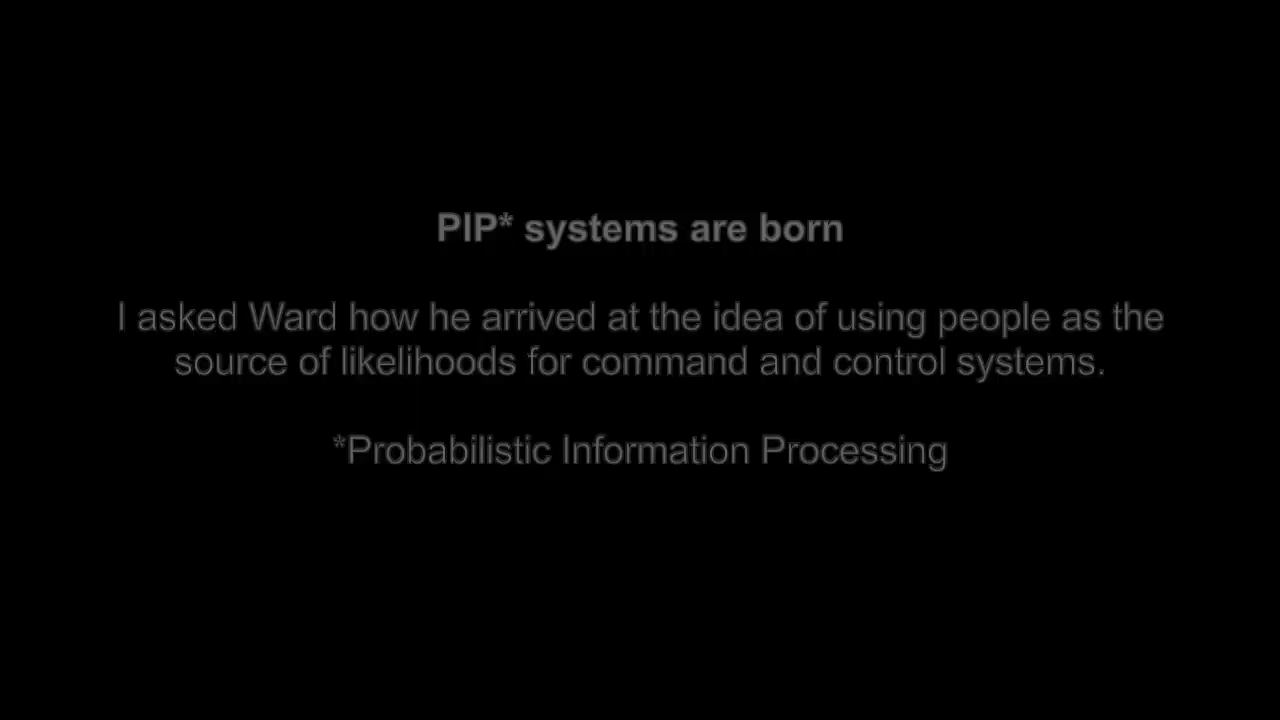 PIP* systems are born
I asked Ward how he arrived at the idea of using people as the
source of likelihoods for command and control systems.
*Probabilistic Information Processing